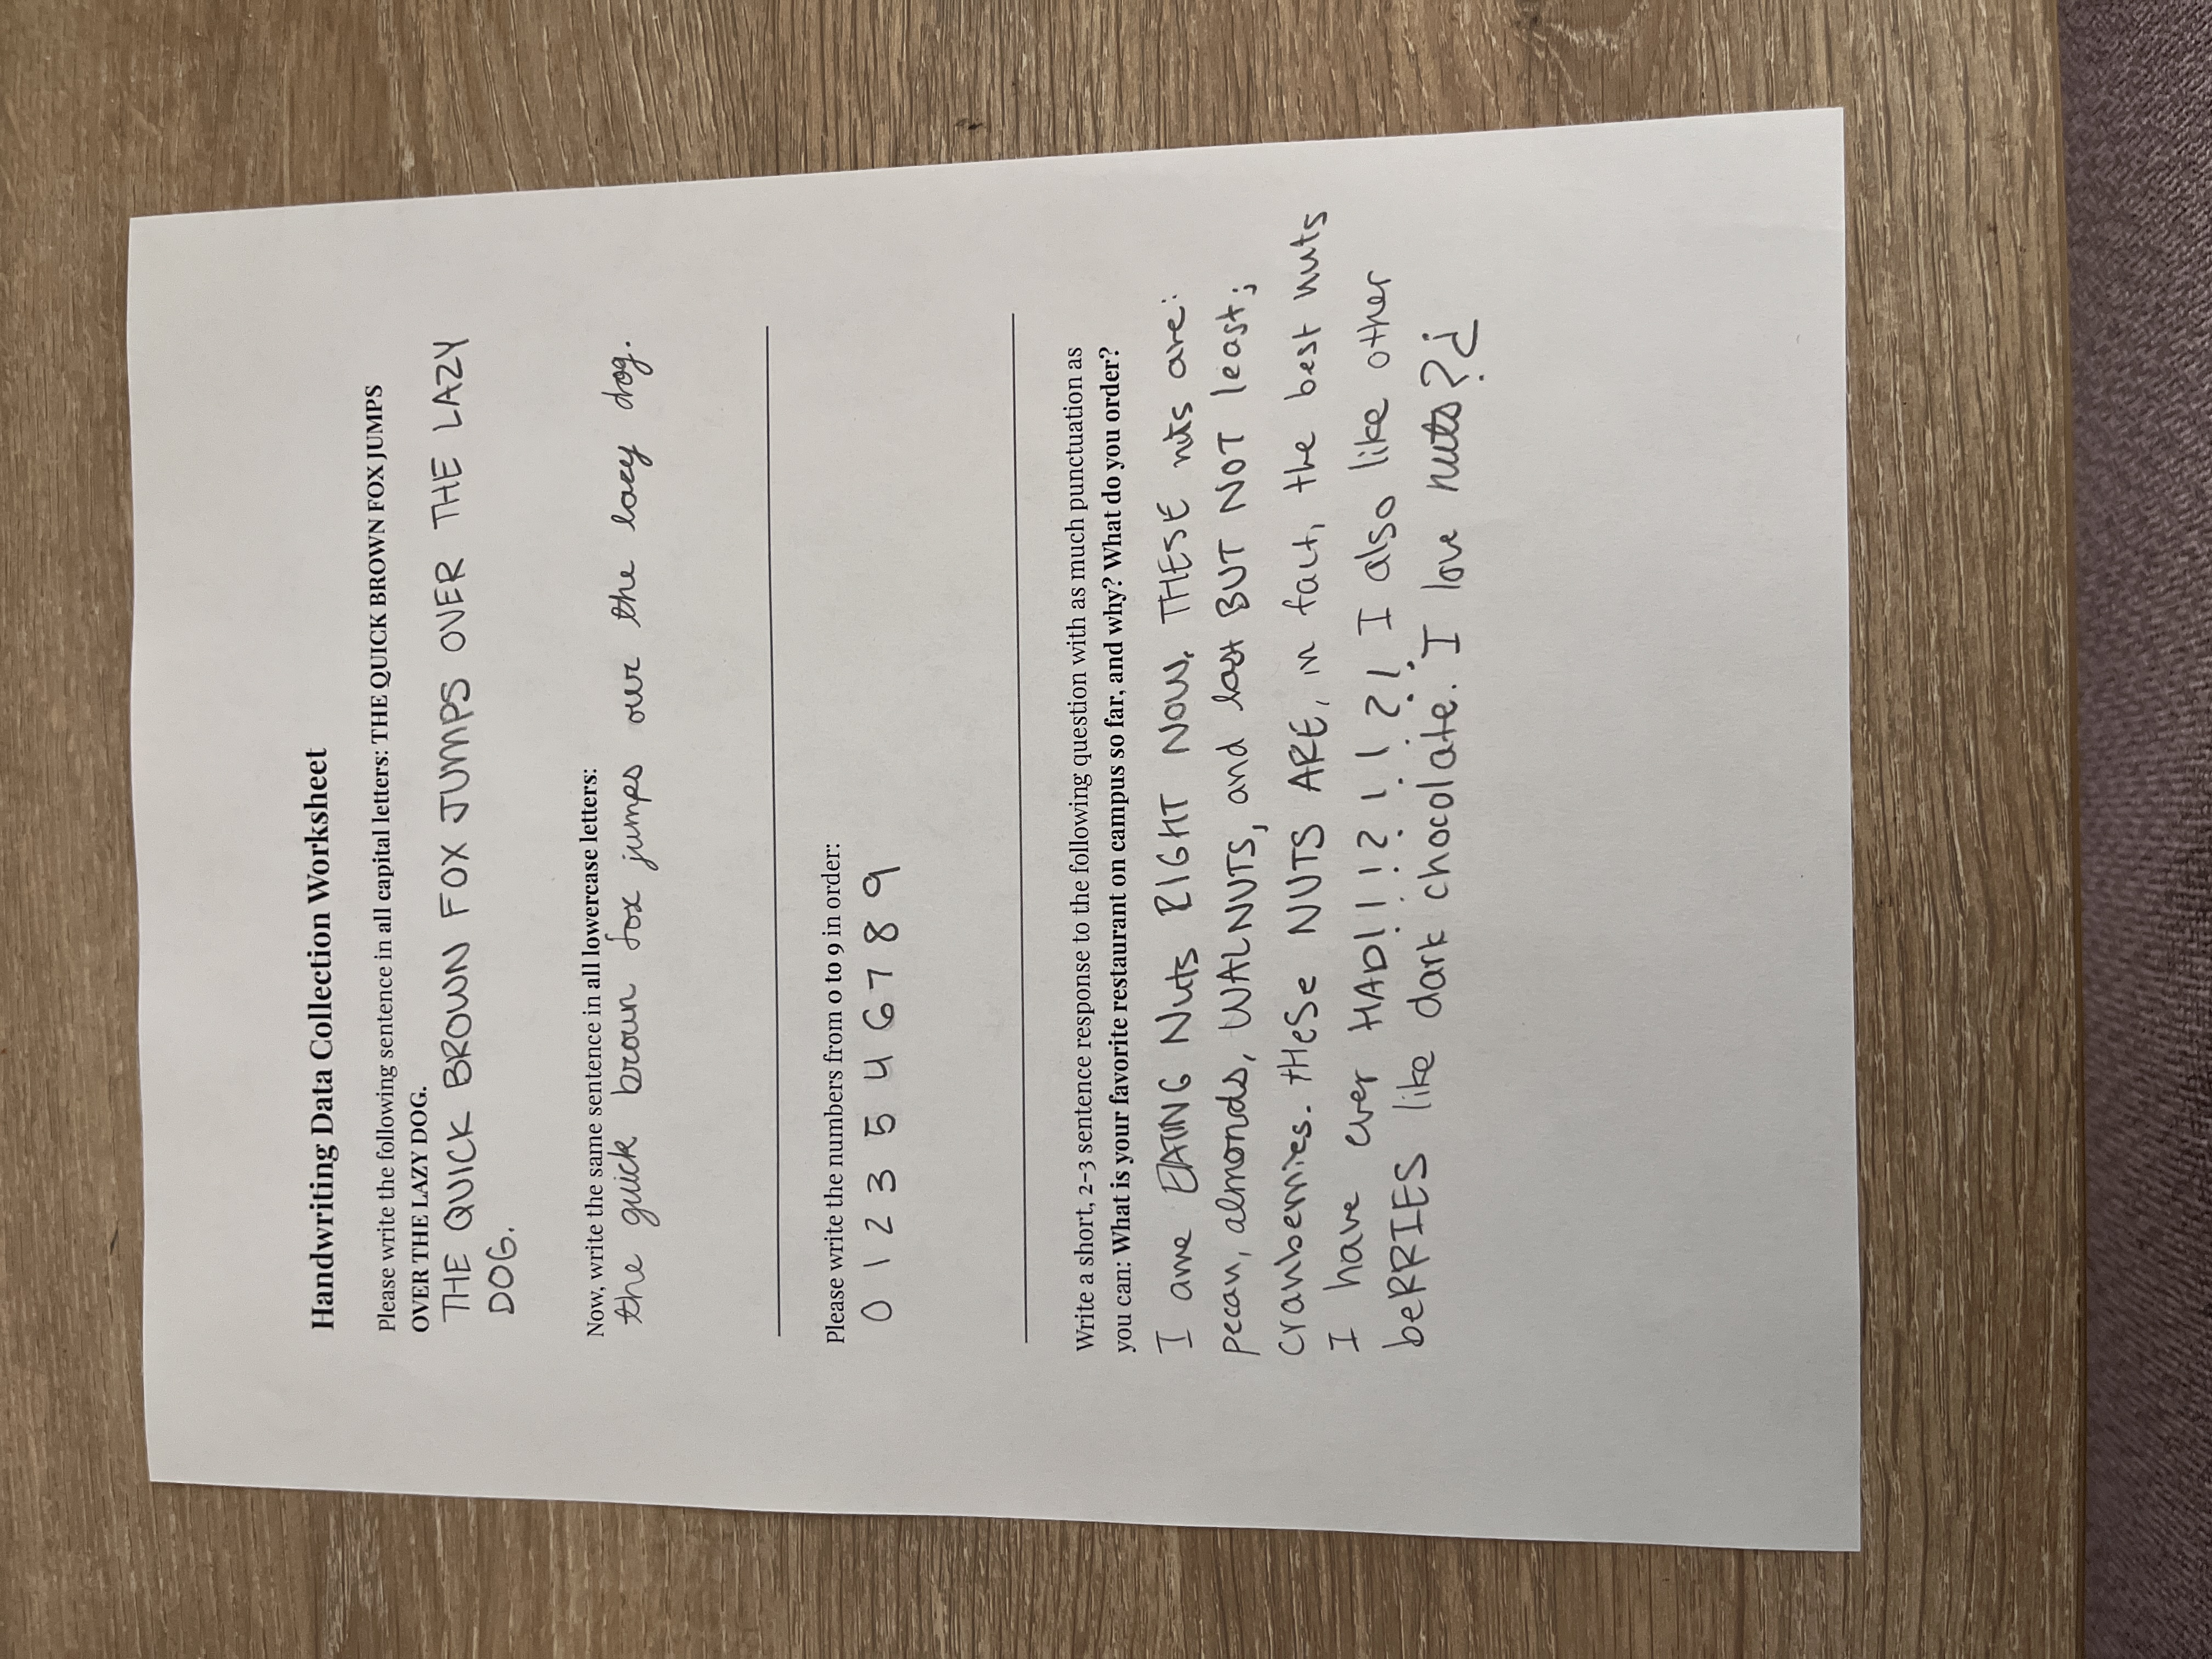 Handwriting Data Collection Worksheet
Please write the following sentence in all capital letters: THE QUICK BROWN FOX JUMPS
OVER THE LAZY DOG.
THE QUICK BROWN FOX JUMPS OVER THE LAZY
DOG.
Now, write the same sentence in all lowercase letters:
the quick brown fox jumps over the lazy dog.
Please write the numbers from 0 to 9 in order:
0 1 2 3 5 4 6 7 8 9
Write a short, 2-3 sentence response to the following question with as much punctuation as
you can: What is your favorite restaurant on campus so far, and why? What do you order?
I ame EATING Nuts RIGHT NOW. THESE nuts are:
pecan, almonds, WALNUTS, and last BUT NOT least;
cranberries. tHeSe NUTS ARE, in fact, the best nuts
I have ever HAD!!!?!!?! I also like other
beRRIES like dark chocolate. I love nuts?¿